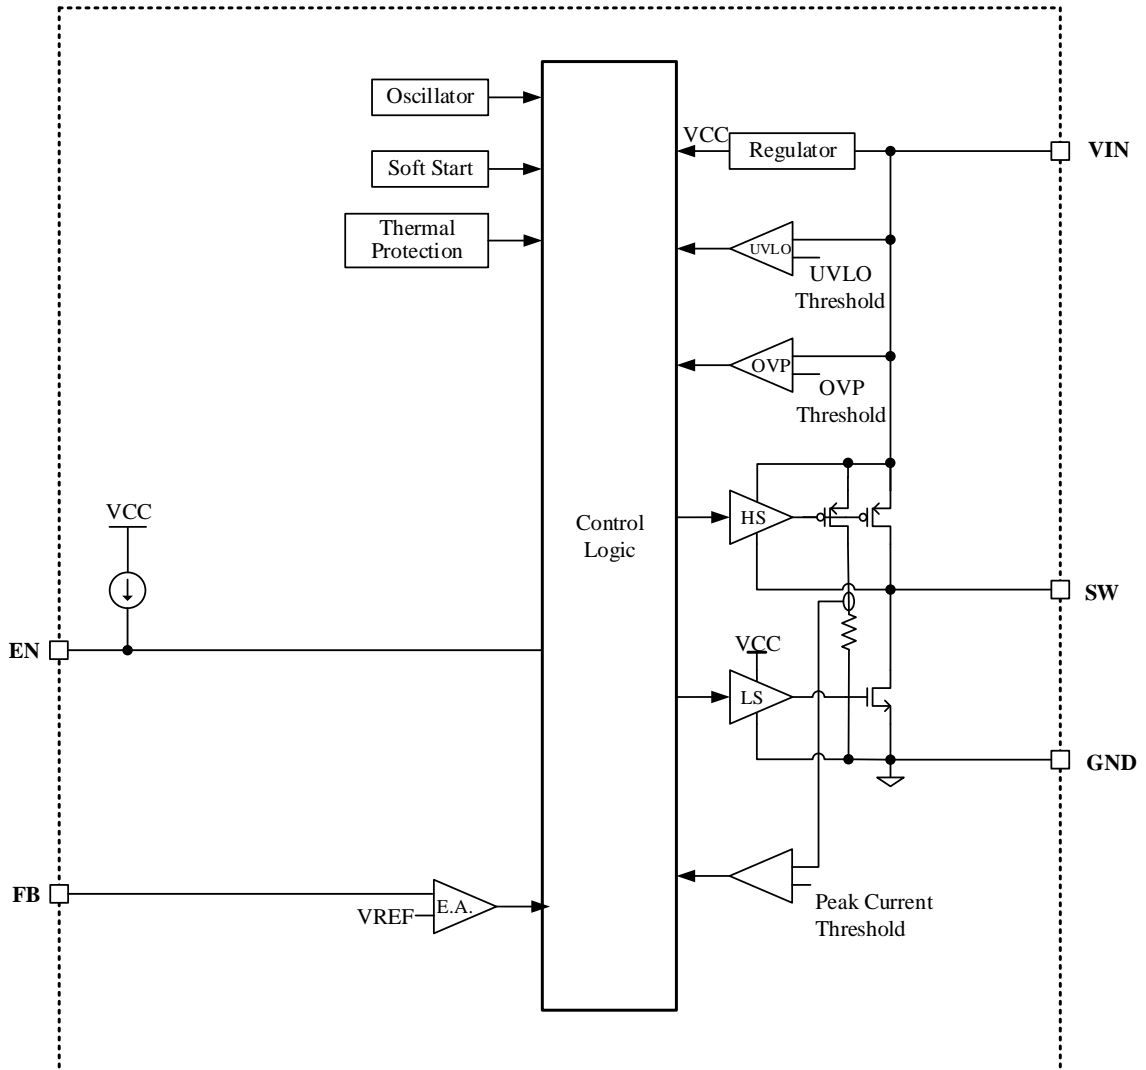 Oscillator
VCC
Regulator
VIN
Soft Start
Thermal
Protection
UVLO
UVLO
Threshold
OVP
OVP
Threshold
VCC
HS
Control
Logic
SW
EN
VCC
LS
GND
FB
VREF
E.A.
Peak Current
Threshold